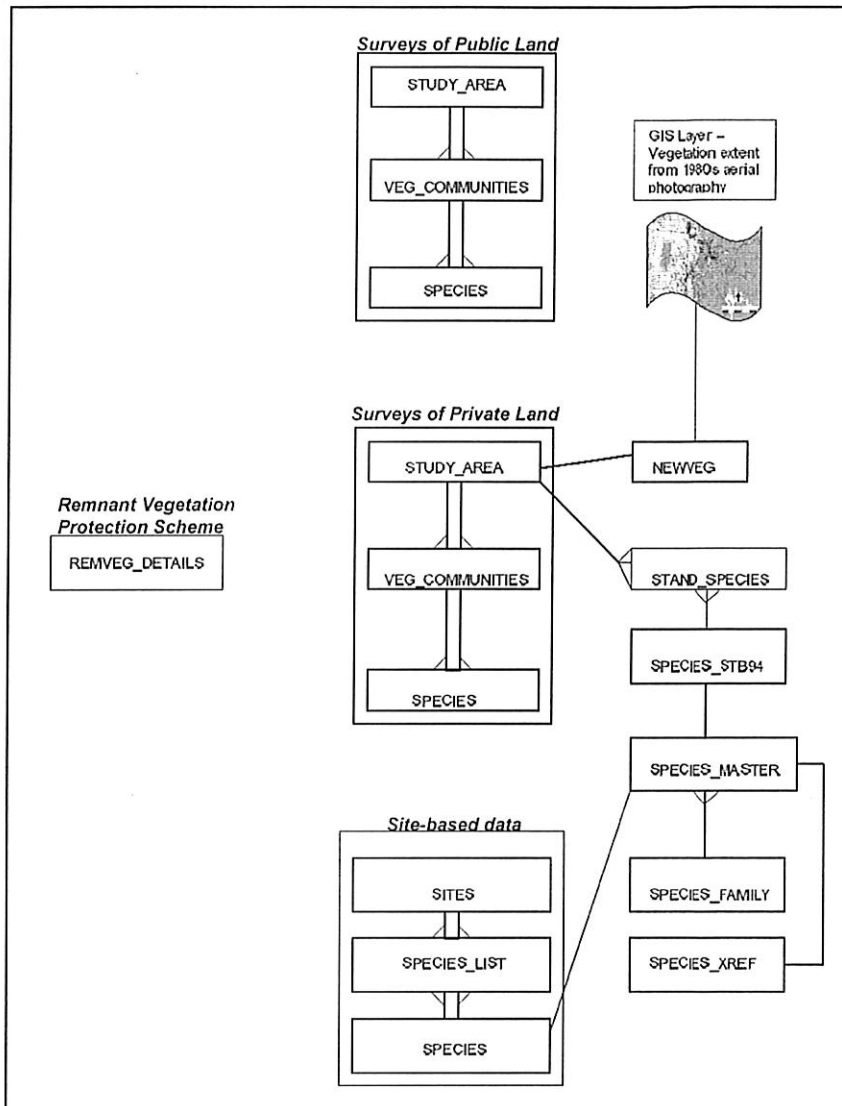 Surveys of Public Land
STUDY_AREA
VEG_COMMUNITIES
SPECIES
GIS Layer –
Vegetation extent
from 1980s aerial
photography
Surveys of Private Land
STUDY_AREA
VEG_COMMUNITIES
SPECIES
NEWVEG
STAND_SPECIES
SPECIES_STB94
SPECIES_MASTER
SPECIES_FAMILY
SPECIES_XREF
Remnant Vegetation
Protection Scheme
REMVEG_DETAILS
Site-based data
SITES
SPECIES_LIST
SPECIES